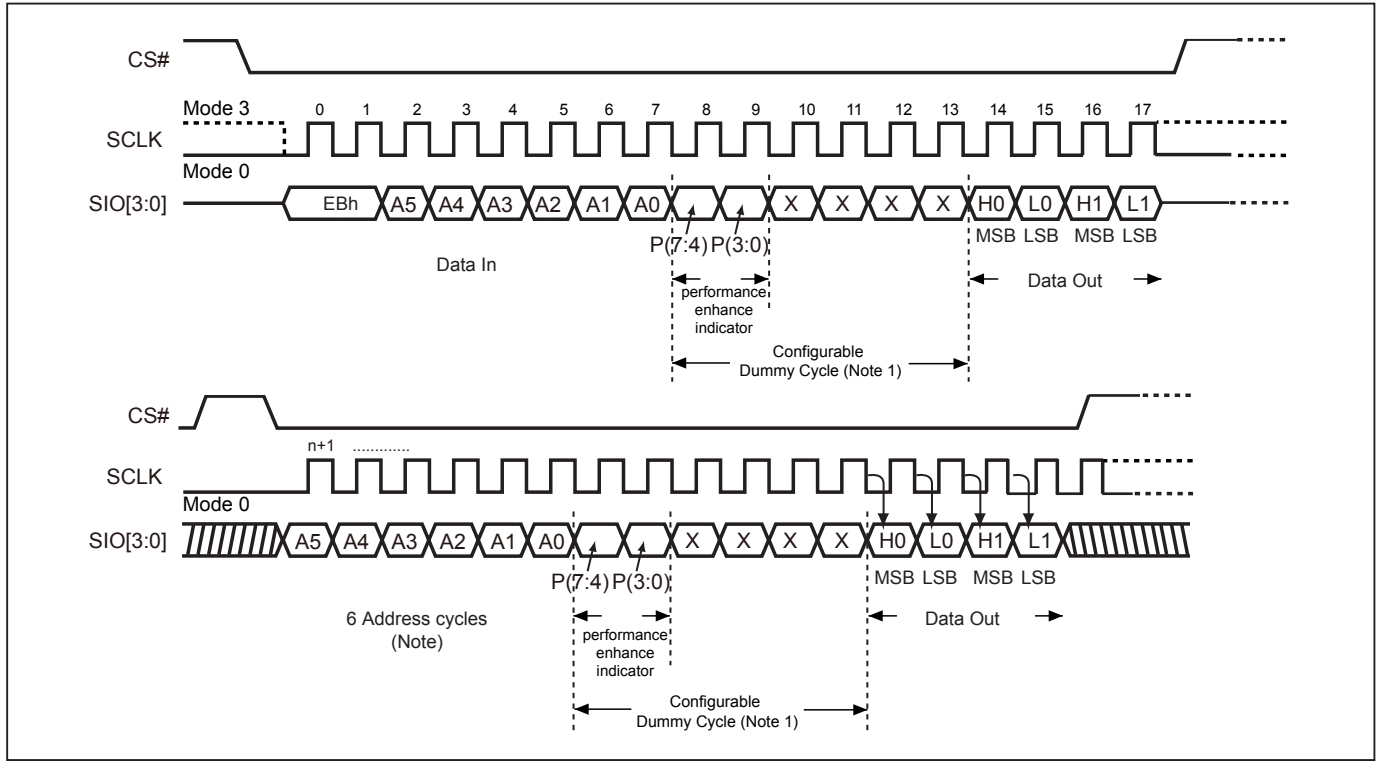 CS#
Mode 3
0 1 2 3 4 5 6 7 8 9 10 11 12 13 14 15 16 17
SCLK
Mode 0
SIO[3:0] EBh A5 A4 A3 A2 A1 A0 X X X X H0 L0 H1 L1
MSB LSB MSB LSB
P(7:4) P(3:0)
Data In
Data Out
performance
enhance
indicator
Configurable
Dummy Cycle (Note 1)
CS#
n+1 .............
SCLK
Mode 0
SIO[3:0] A5 A4 A3 A2 A1 A0 X X X X H0 L0 H1 L1
P(7:4) P(3:0) MSB LSB MSB LSB
6 Address cycles
(Note)
Data Out
performance
enhance
indicator
Configurable
Dummy Cycle (Note 1)